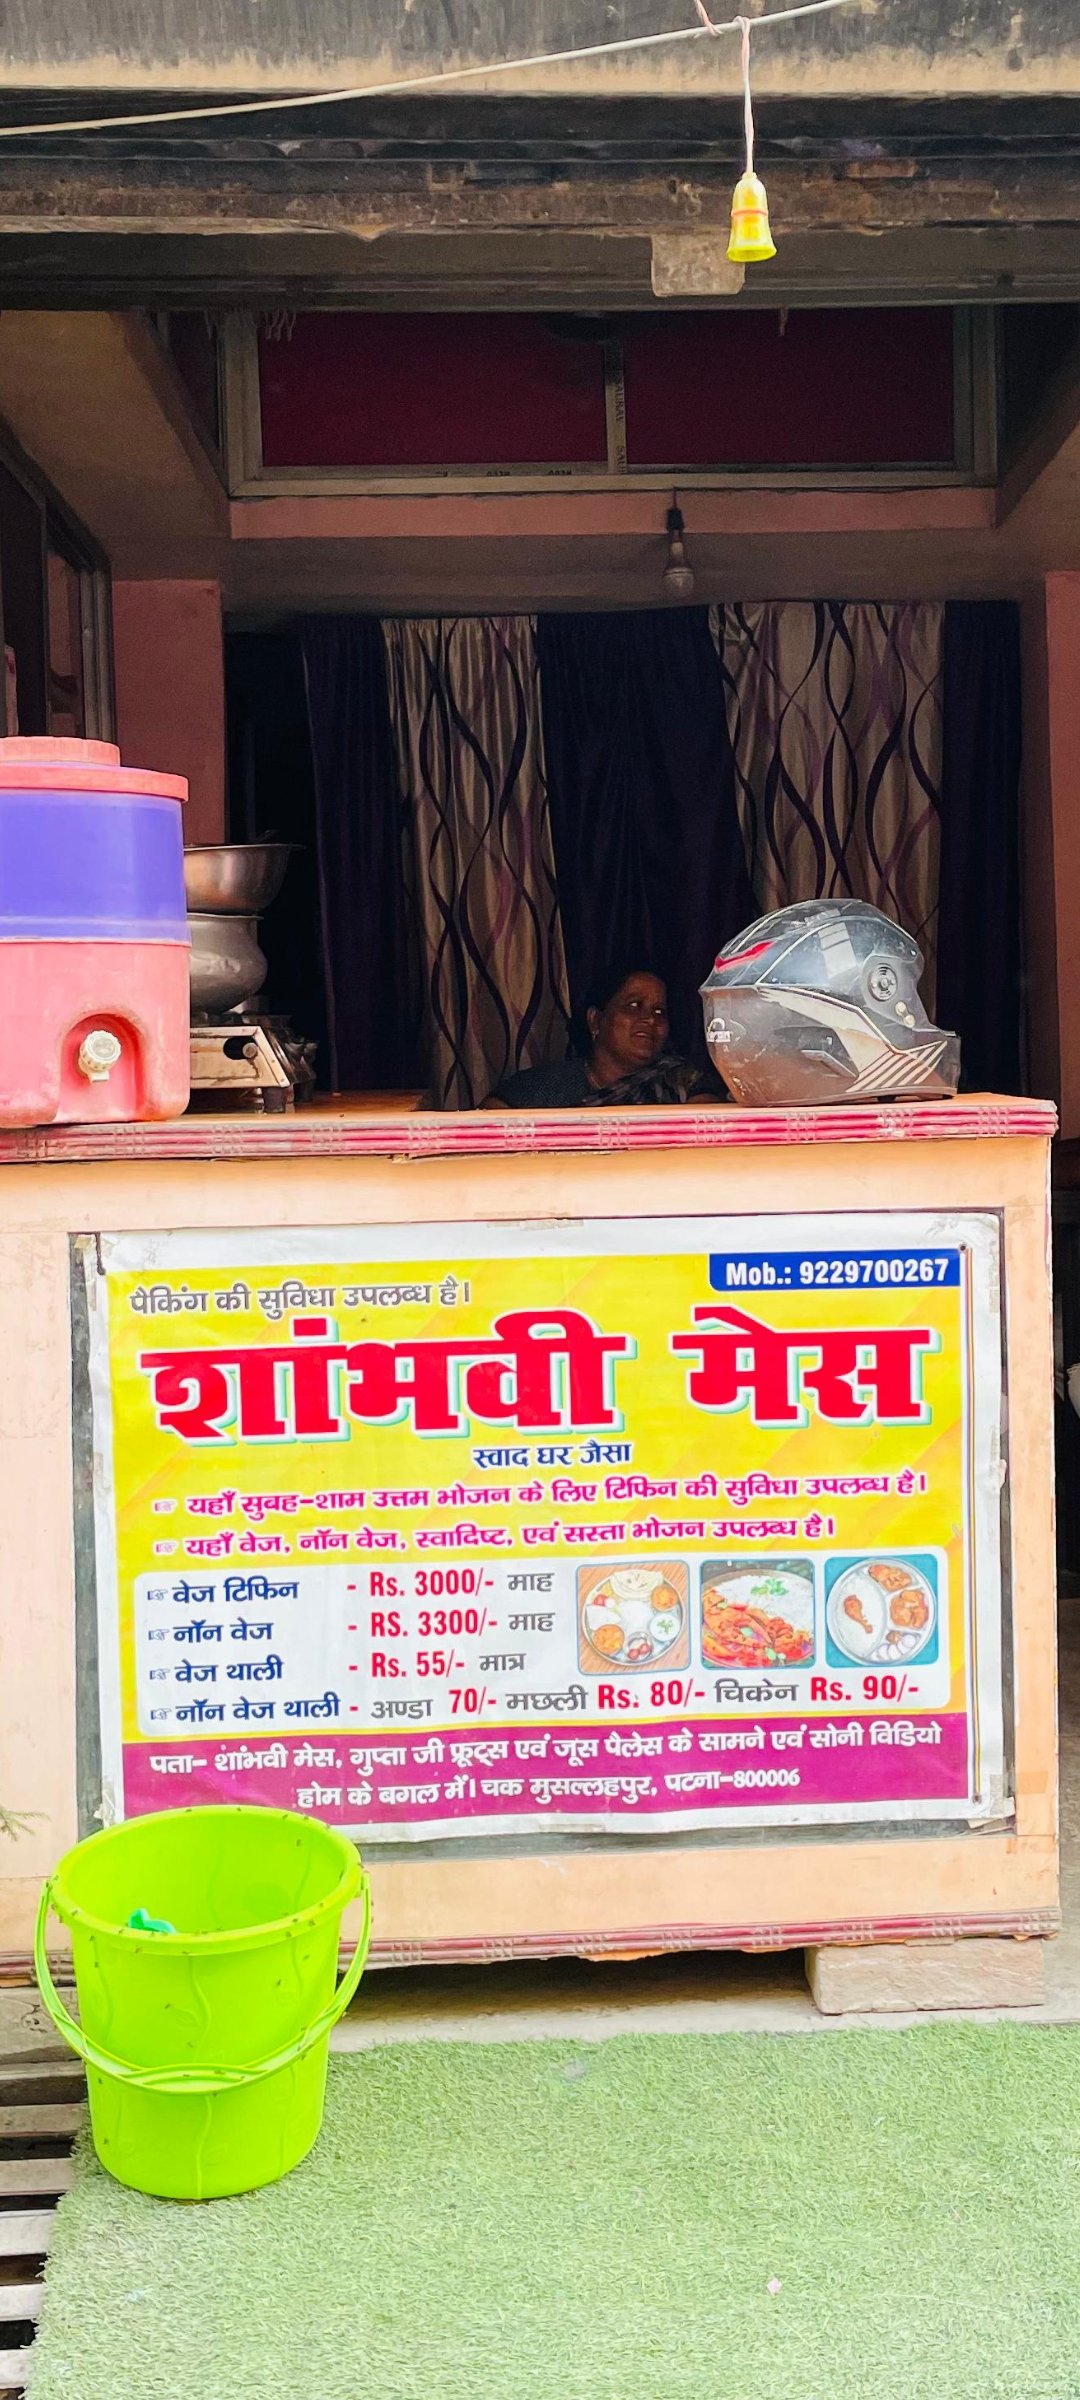 पैकिंग की सुविधा उपलब्ध है।
Mob.: 9229700267
शांभवी मेस
स्वाद घर जैसा
यहाँ सुबह-शाम उत्तम भोजन के लिए टिफिन की सुविधा उपलब्ध है।
यहाँ वेज, नॉन वेज, स्वादिष्ट, एवं सस्ता भोजन उपलब्ध है।
वेज टिफिन - Rs. 3000/- माह
नॉन वेज - RS. 3300/- माह
वेज थाली - Rs. 55/- मात्र
नॉन वेज थाली - अण्डा 70/- मछली Rs. 80/- चिकेन Rs. 90/-
पता- शांभवी मेस, गुप्ता जी फ्रूट्स एवं जूस पैलेस के सामने एवं सोनी विडियो
होम के बगल में। चक मुसल्लहपुर, पटना-800006